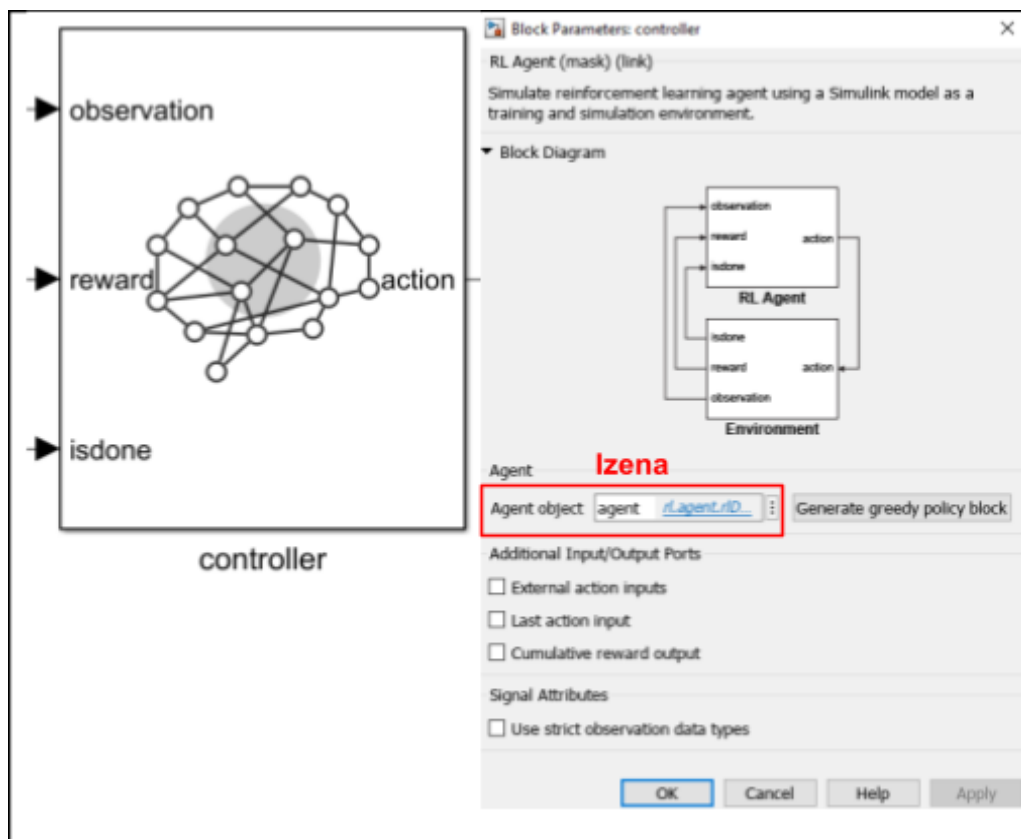 observation
reward
action
isdone
controller
Block Parameters: controller
RL Agent (mask) (link)
Simulate reinforcement learning agent using a Simulink model as a
training and simulation environment.
Block Diagram
observation
reward
action
isdone
RL Agent
isdone
reward
action
observation
Environment
Izena
Agent
Agent object agent rl.agent.rlD... Generate greedy policy block
Additional Input/Output Ports
External action inputs
Last action input
Cumulative reward output
Signal Attributes
Use strict observation data types
OK Cancel Help Apply